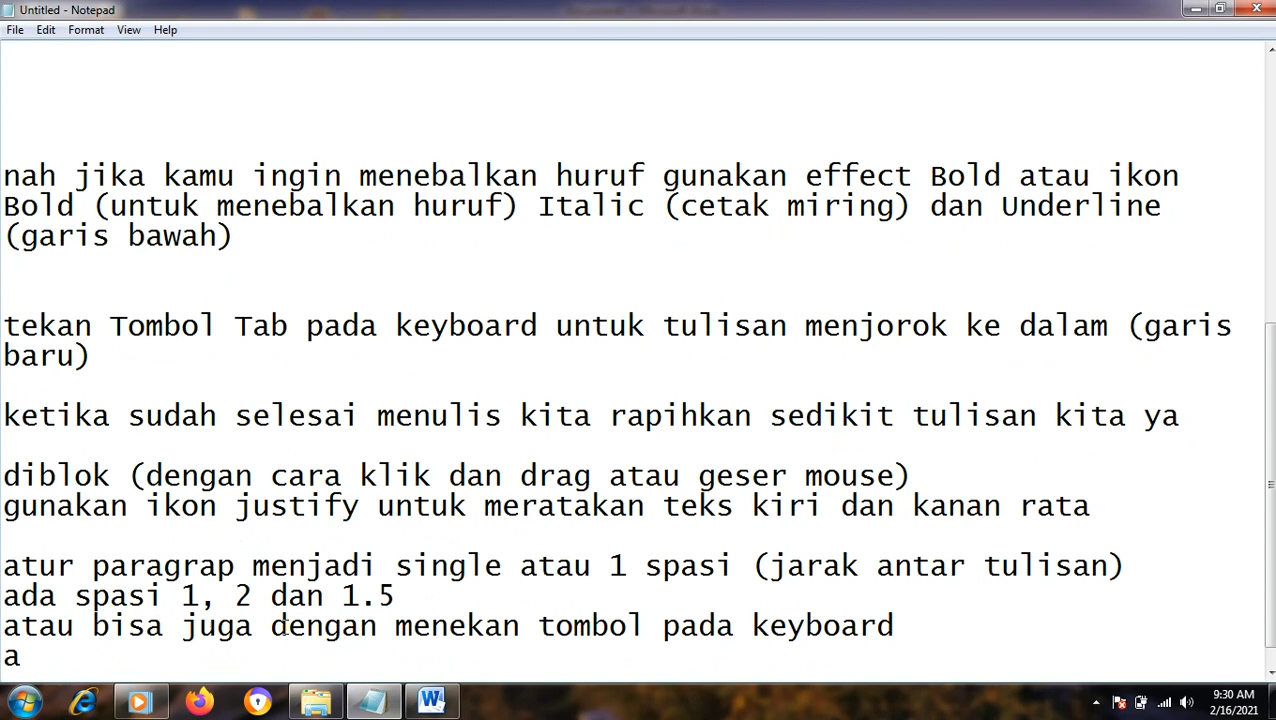 Untitled - Notepad
File Edit Format View Help
nah jika kamu ingin menebalkan huruf gunakan effect Bold atau ikon
Bold (untuk menebalkan huruf) Italic (cetak miring) dan Underline
(garis bawah)
tekan Tombol Tab pada keyboard untuk tulisan menjorok ke dalam (garis
baru)
ketika sudah selesai menulis kita rapihkan sedikit tulisan kita ya
diblok (dengan cara klik dan drag atau geser mouse)
gunakan ikon justify untuk meratakan teks kiri dan kanan rata
atur paragrap menjadi single atau 1 spasi (jarak antar tulisan)
ada spasi 1, 2 dan 1.5
atau bisa juga dengan menekan tombol pada keyboard
a
9:30 AM
2/16/2021